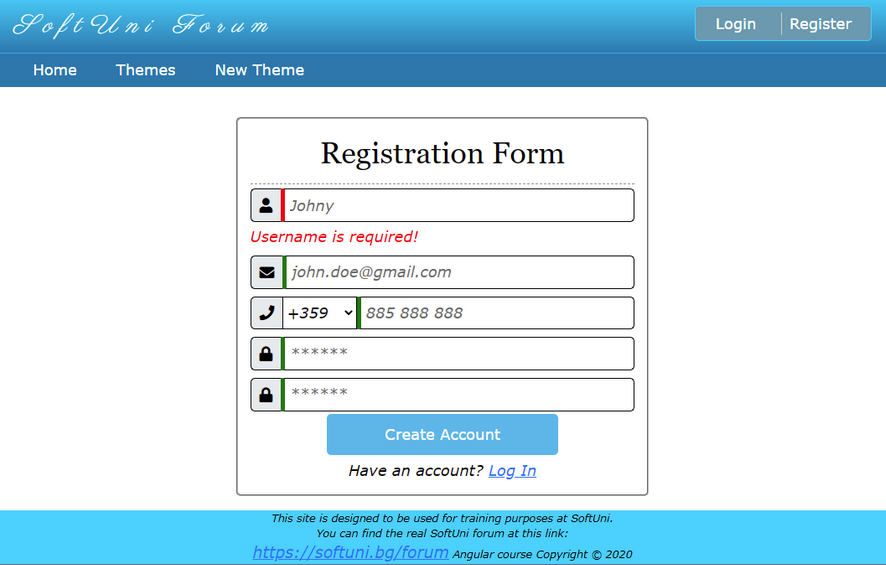 SoftUni Forum
Login Register
Home Themes New Theme
Registration Form
Johny
Username is required!
john.doe@gmail.com
+359 885 888 888
******
******
Create Account
Have an account? Log In
This site is designed to be used for training purposes at SoftUni.
You can find the real SoftUni forum at this link:
https://softuni.bg/forum Angular course Copyright © 2020